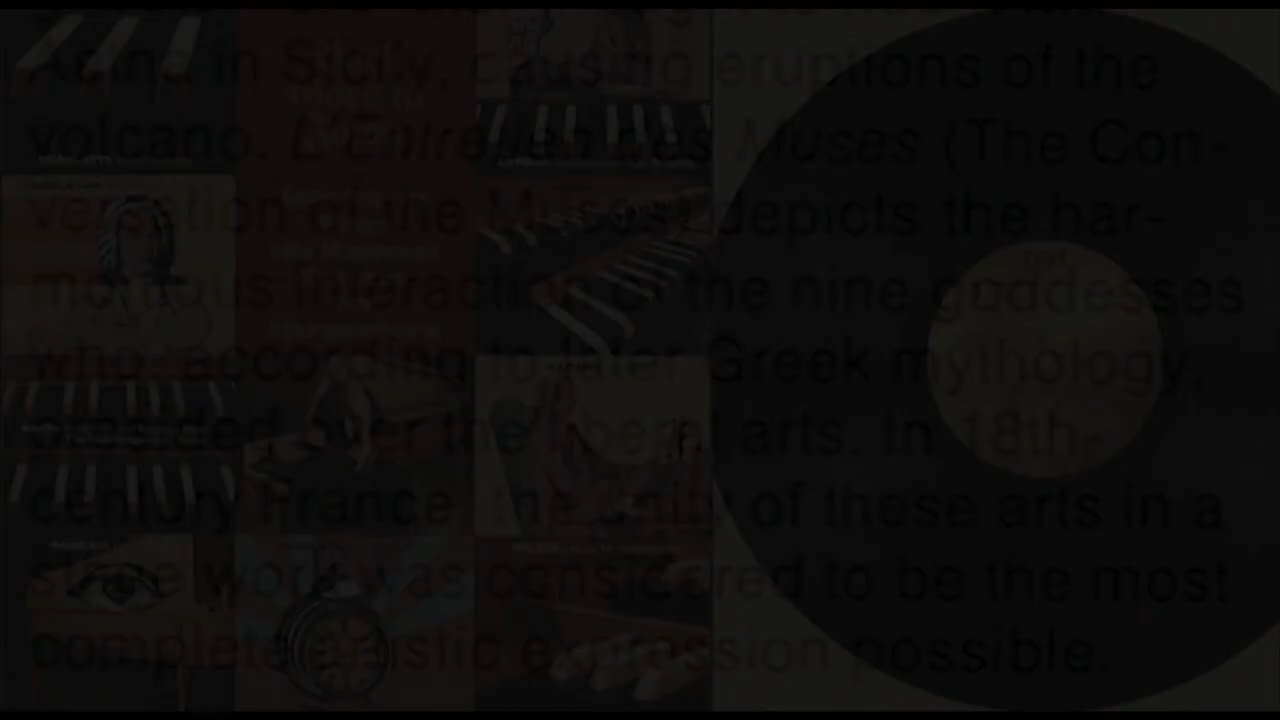 Aetna in Sicily, causing eruptions of the
volcano. L'Entretien des Muses (The Con-
versation of the Muses) depicts the har-
monious interaction of the nine goddesses
who, according to later Greek mythology,
presided over the liberal arts. In 18th-
century France, the unity of these arts in a
stage work was considered to be the most
complete artistic expression possible.